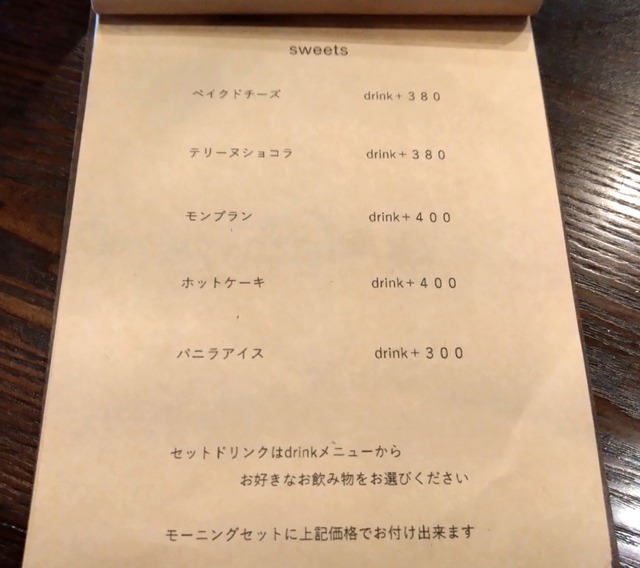 sweets
ベイクドチーズ drink+380
テリーヌショコラ drink+380
モンブラン drink+400
ホットケーキ drink+400
バニラアイス drink+300
セットドリンクはdrinkメニューから
お好きなお飲み物をお選びください
モーニングセットに上記価格でお付け出来ます